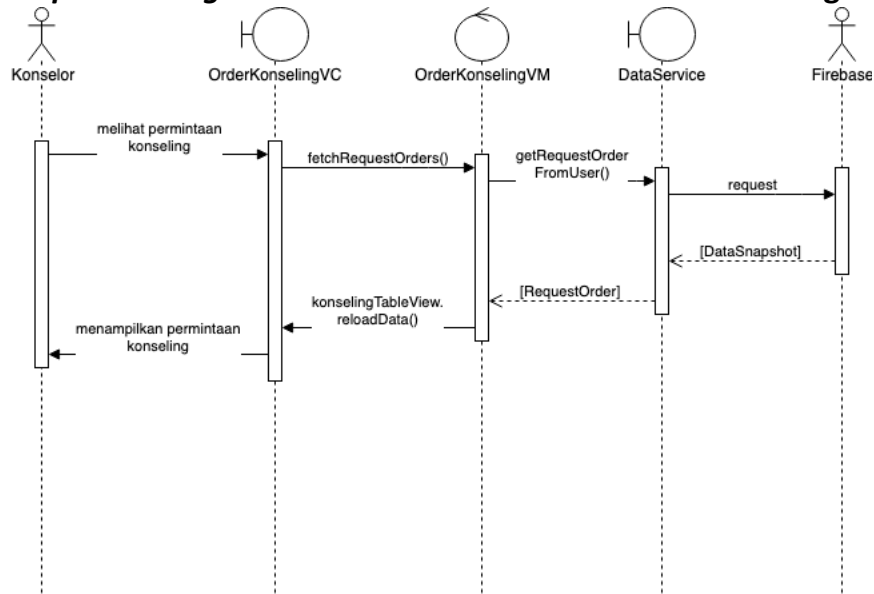 Konselor
OrderKonselingVC
OrderKonselingVM
DataService
Firebase
melihat permintaan
konseling
fetchRequestOrders()
getRequestOrder
FromUser()
request
[DataSnapshot]
[RequestOrder]
konselingTableView.
reloadData()
menampilkan permintaan
konseling